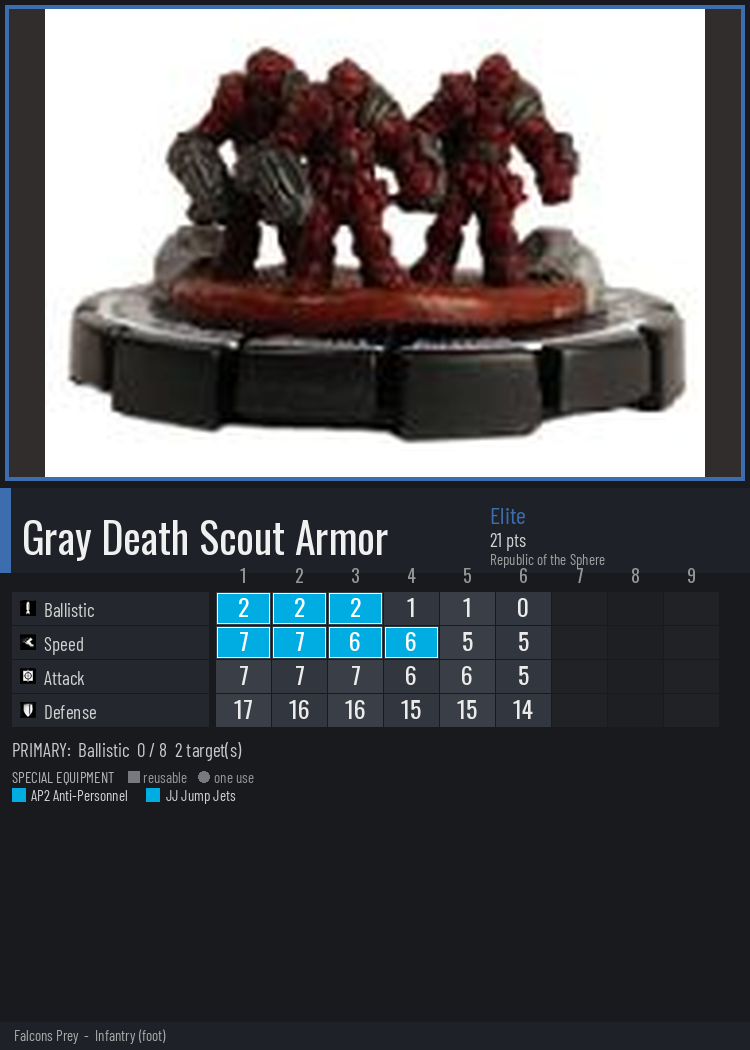 Gray Death Scout Armor
Elite
21 pts
Republic of the Sphere
1 2 3 4 5 6 7 8 9
Ballistic 2 2 2 1 1 0
Speed 7 7 6 6 5 5
Attack 7 7 7 6 6 5
Defense 17 16 16 15 15 14
PRIMARY: Ballistic 0 / 8 2 target(s)
SPECIAL EQUIPMENT reusable one use
AP2 Anti-Personnel JJ Jump Jets
Falcons Prey - Infantry (foot)